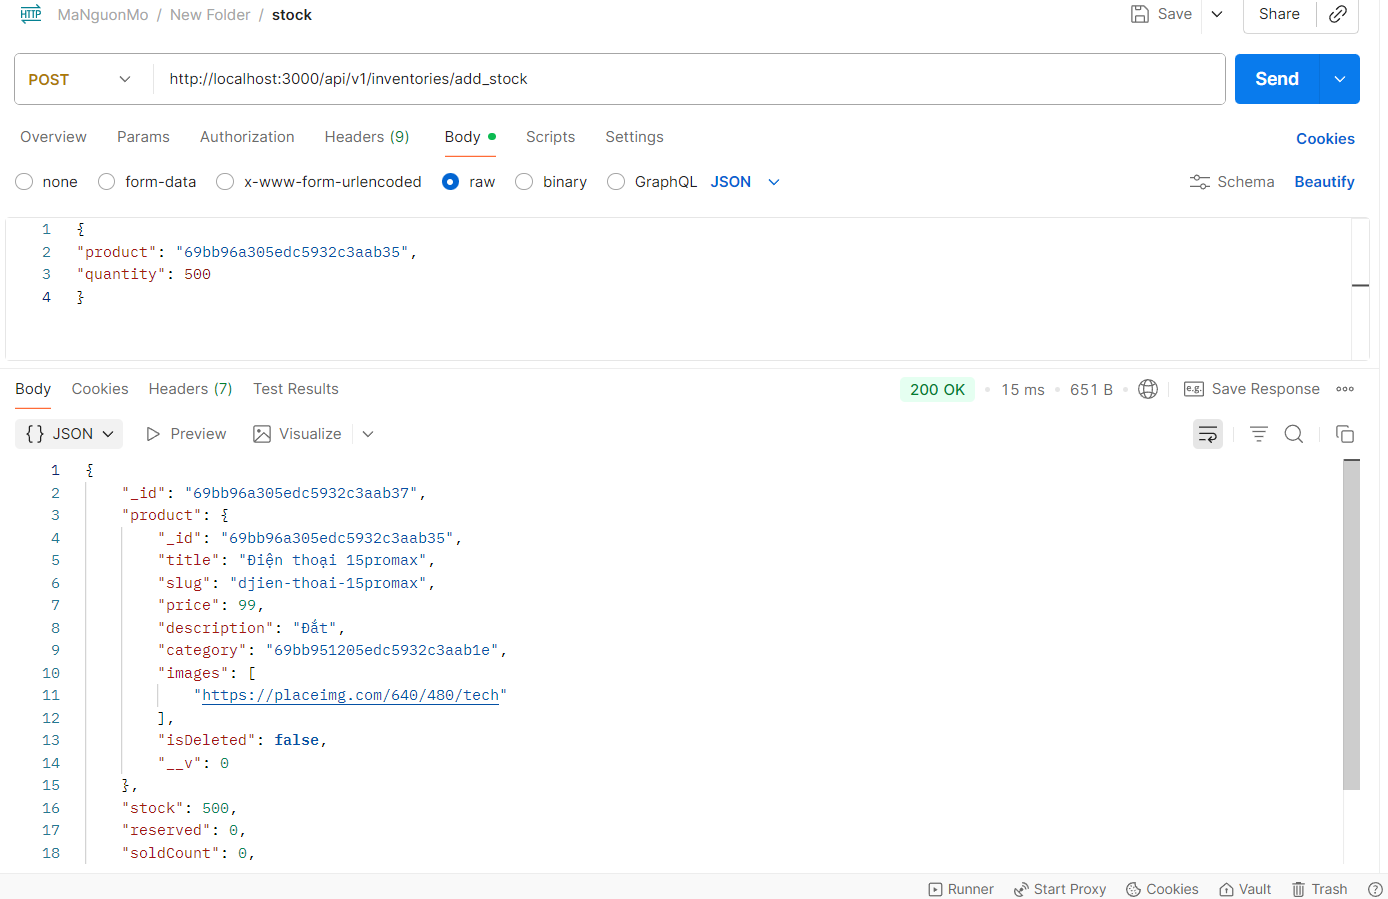 HTTP MaNguonMo / New Folder / stock Save Share
POST http://localhost:3000/api/v1/inventories/add_stock Send
Overview Params Authorization Headers (9) Body Scripts Settings Cookies
none form-data x-www-form-urlencoded raw binary GraphQL JSON Schema Beautify
1 {
2 "product": "69bb96a305edc5932c3aab35",
3 "quantity": 500
4 }
Body Cookies Headers (7) Test Results 200 OK 15 ms 651 B e.g. Save Response
{} JSON Preview Visualize
1 {
2 "_id": "69bb96a305edc5932c3aab37",
3 "product": {
4 "_id": "69bb96a305edc5932c3aab35",
5 "title": "Điện thoại 15promax",
6 "slug": "djien-thoai-15promax",
7 "price": 99,
8 "description": "Đắt",
9 "category": "69bb951205edc5932c3aab1e",
10 "images": [
11 "https://placeimg.com/640/480/tech"
12 ],
13 "isDeleted": false,
14 "__v": 0
15 },
16 "stock": 500,
17 "reserved": 0,
18 "soldCount": 0,
Runner Start Proxy Cookies Vault Trash